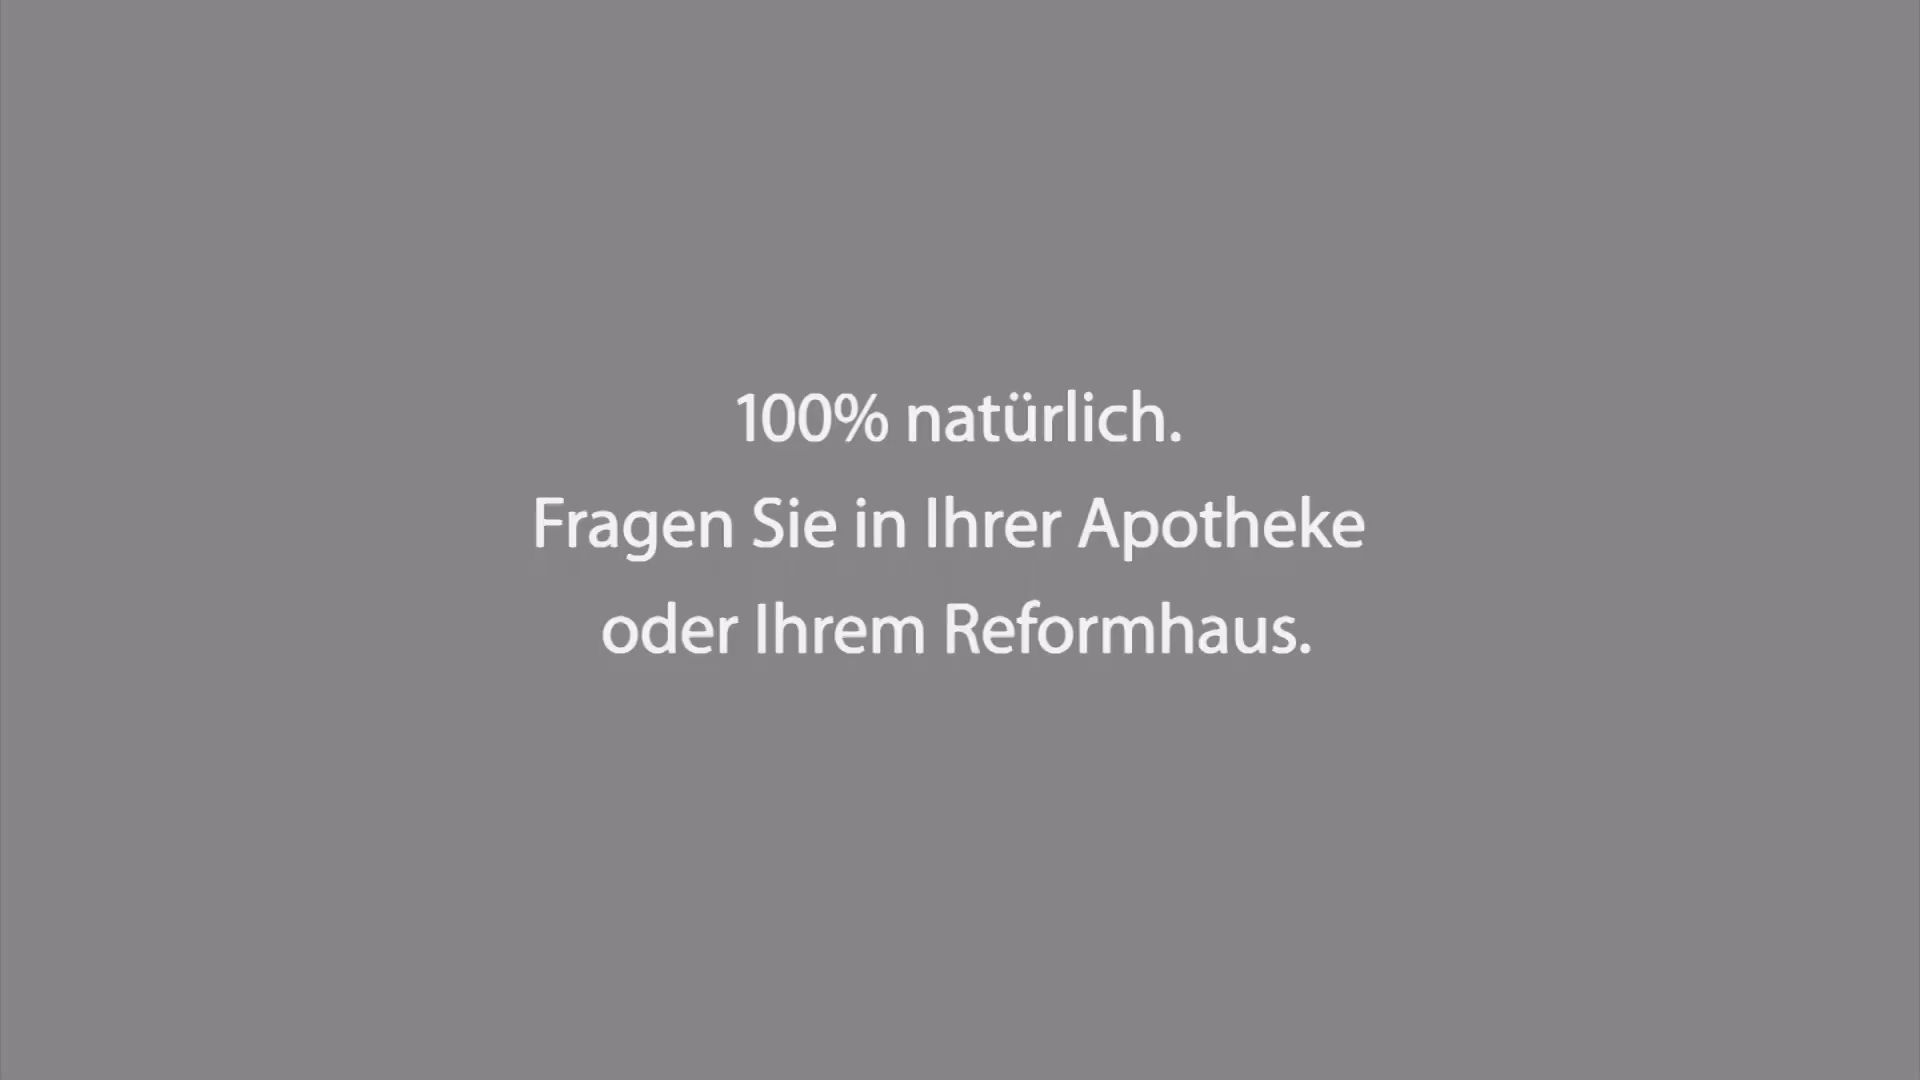 100% natürlich.
Fragen Sie in Ihrer Apotheke
oder Ihrem Reformhaus.